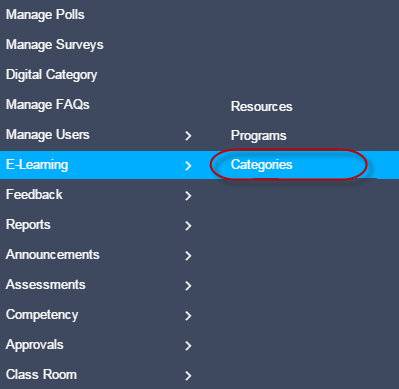 Manage Polls
Manage Surveys
Digital Category
Manage FAQs
Manage Users
E-Learning
Feedback
Reports
Announcements
Assessments
Competency
Approvals
Class Room
Resources
Programs
Categories